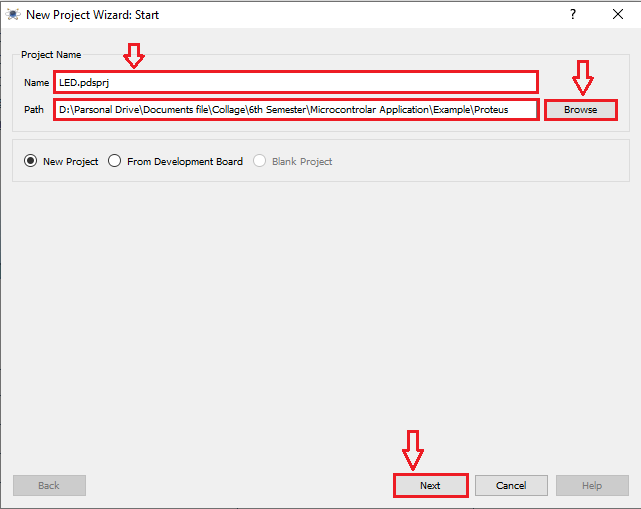 New Project Wizard: Start
?
Project Name
Name LED.pdsprj
Path D:\Parsonal Drive\Documents file\Collage\6th Semester\Microcontrolar Application\Example\Proteus Browse
New Project From Development Board Blank Project
Back Next Cancel Help